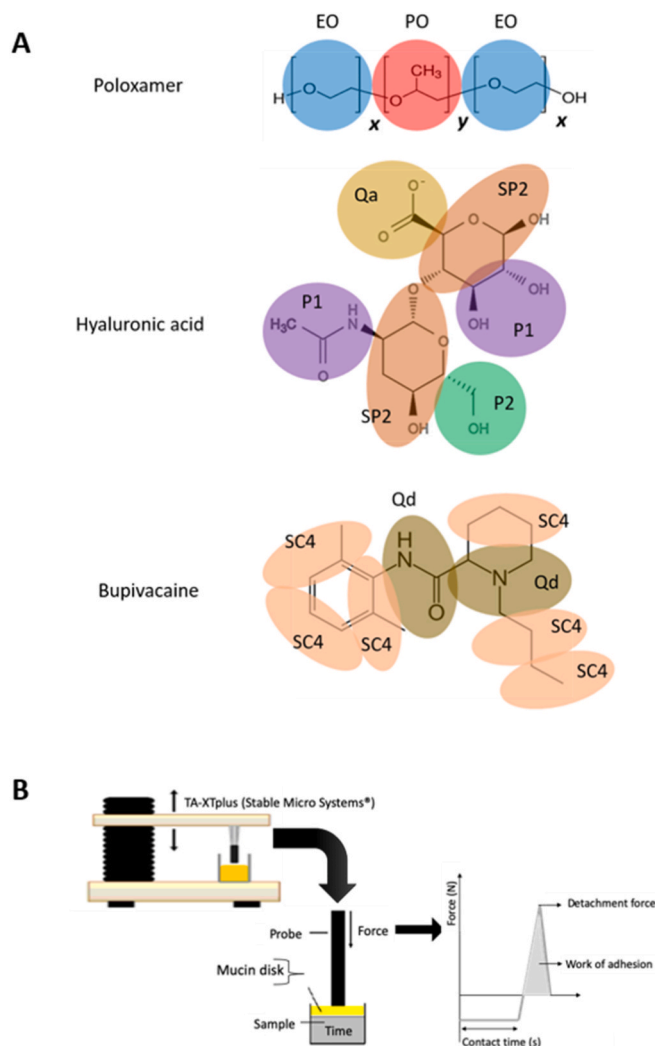 A
EO PO EO
Poloxamer
CH₃
H O O O OH
x y x
Qa
SP2
O⁻
O
O
OH
P1
H₃C
N
H
O
O
OH
OH
P1
Hyaluronic acid
O
SP2
OH
P2
OH
Qd
SC4
H
N
SC4
Bupivacaine
N
O
Qd
SC4
SC4
SC4
SC4
B
TA-XTplus (Stable Micro Systems®)
Probe
Force
Mucin disk
Sample
Time
Force (N)
Detachment force
Work of adhesion
Contact time (s)